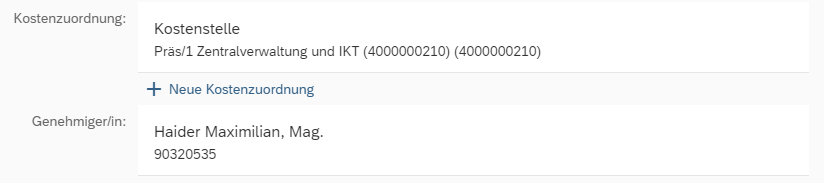 Kostenzuordnung:
Kostenstelle
Präs/1 Zentralverwaltung und IKT (4000000210) (4000000210)
+ Neue Kostenzuordnung
Genehmiger/in:
Haider Maximilian, Mag.
90320535